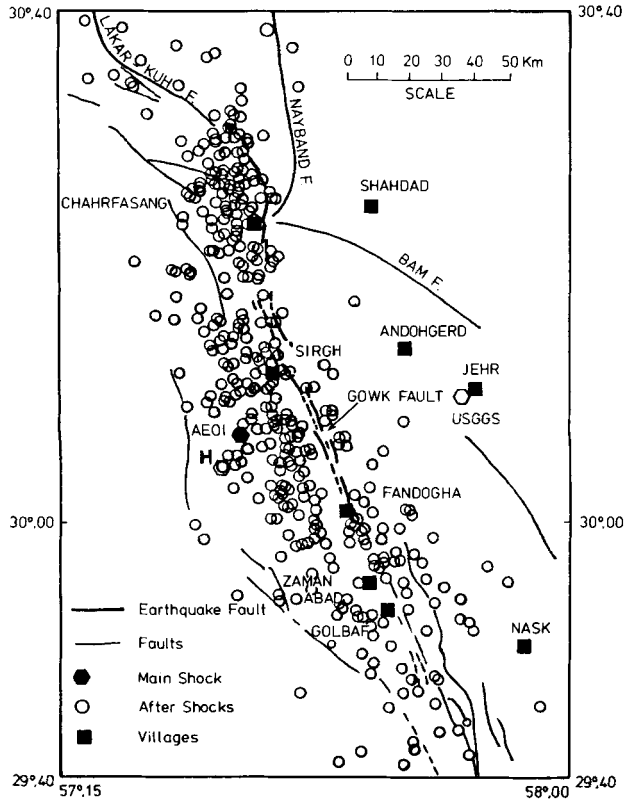 30°,40
30°,40
LAKAR KUH F.
NAYBAND F.
0 10 20 30 40 50 Km
SCALE
SHAHDAD
CHAHRFASANG
BAM F.
ANDOHGERD
SIRGH
JEHR
GOWK FAULT
USGGS
AEOI
H
FANDOGHA
30°,00
30°,00
ZAMAN
ABAD
GOLBAF
NASK
Earthquake Fault
Faults
Main Shock
After Shocks
Villages
29°,40
29°,40
57°,15
58°,00